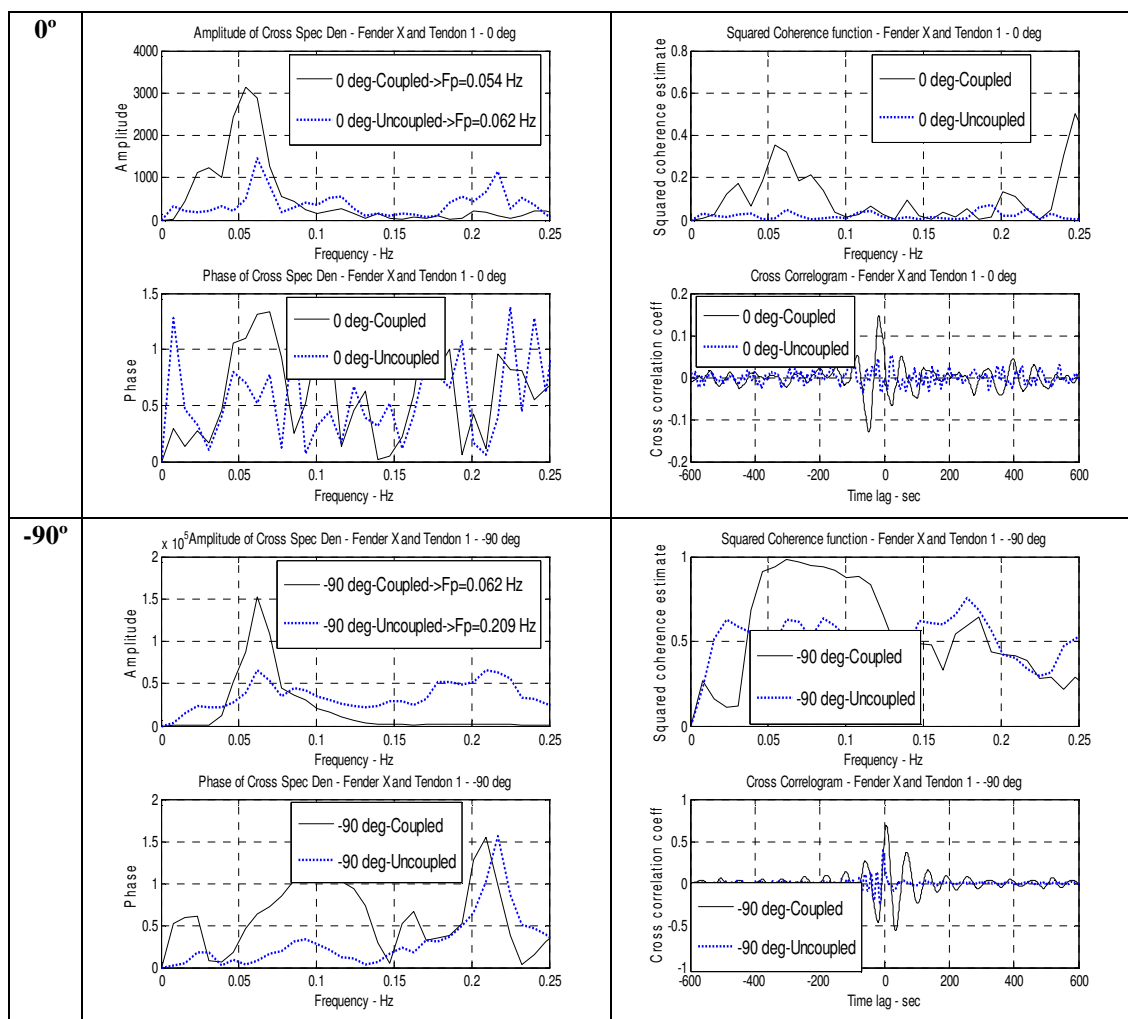 0º
Amplitude of Cross Spec Den - Fender X and Tendon 1 - 0 deg
4000
3000
2000
1000
0
Amplitude
0 deg-Coupled->Fp=0.054 Hz
0 deg-Uncoupled->Fp=0.062 Hz
0 0.05 0.1 0.15 0.2 0.25
Frequency - Hz
Phase of Cross Spec Den - Fender X and Tendon 1 - 0 deg
1.5
1
0.5
0
Phase
0 deg-Coupled
0 deg-Uncoupled
0 0.05 0.1 0.15 0.2 0.25
Frequency - Hz
Squared Coherence function - Fender X and Tendon 1 - 0 deg
0.8
0.6
0.4
0.2
0
Squared coherence estimate
0 deg-Coupled
0 deg-Uncoupled
0 0.05 0.1 0.15 0.2 0.25
Frequency - Hz
Cross Correlogram - Fender X and Tendon 1 - 0 deg
0.2
0.1
0
-0.1
-0.2
Cross correlation coeff
0 deg-Coupled
0 deg-Uncoupled
-600 -400 -200 0 200 400 600
Time lag - sec
-90º
x 10⁵ Amplitude of Cross Spec Den - Fender X and Tendon 1 - -90 deg
2
1.5
1
0.5
0
Amplitude
-90 deg-Coupled->Fp=0.062 Hz
-90 deg-Uncoupled->Fp=0.209 Hz
0 0.05 0.1 0.15 0.2 0.25
Frequency - Hz
Phase of Cross Spec Den - Fender X and Tendon 1 - -90 deg
2
1.5
1
0.5
0
Phase
-90 deg-Coupled
-90 deg-Uncoupled
0 0.05 0.1 0.15 0.2 0.25
Frequency - Hz
Squared Coherence function - Fender X and Tendon 1 - -90 deg
1
0.5
0
Squared coherence estimate
-90 deg-Coupled
-90 deg-Uncoupled
0 0.05 0.1 0.15 0.2 0.25
Frequency - Hz
Cross Correlogram - Fender X and Tendon 1 - -90 deg
1
0.5
0
-0.5
-1
Cross correlation coeff
-90 deg-Coupled
-90 deg-Uncoupled
-600 -400 -200 0 200 400 600
Time lag - sec